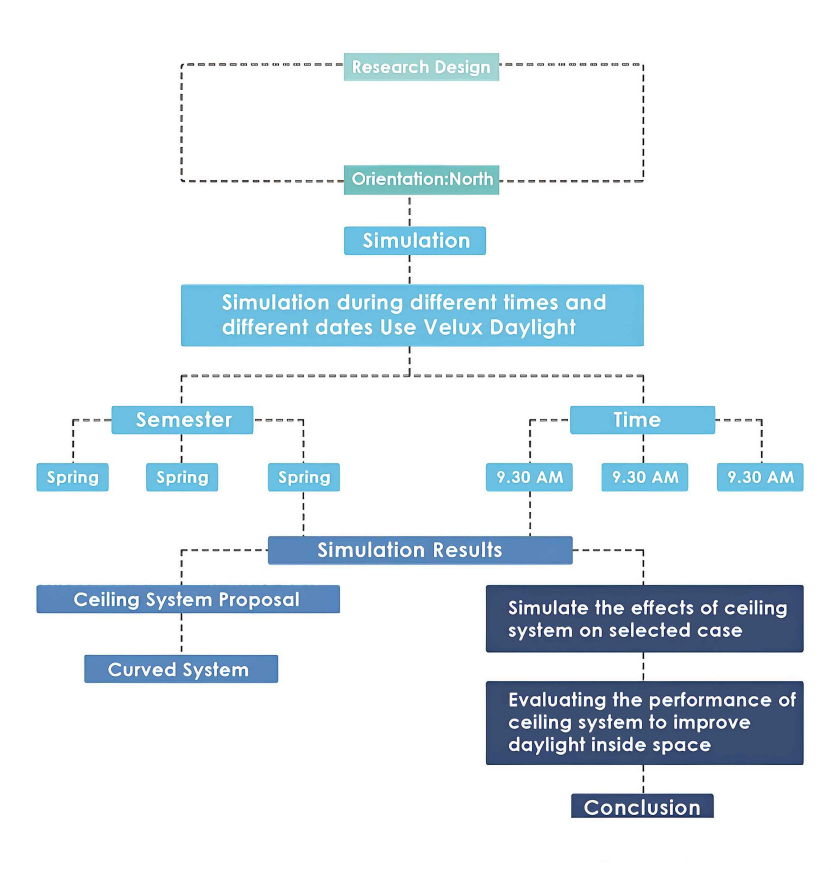 Research Design
Orientation:North
Simulation
Simulation during different times and
different dates Use Velux Daylight
Semester
Time
Spring
Spring
Spring
9.30 AM
9.30 AM
9.30 AM
Simulation Results
Ceiling System Proposal
Curved System
Simulate the effects of ceiling
system on selected case
Evaluating the performance of
ceiling system to improve
daylight inside space
Conclusion